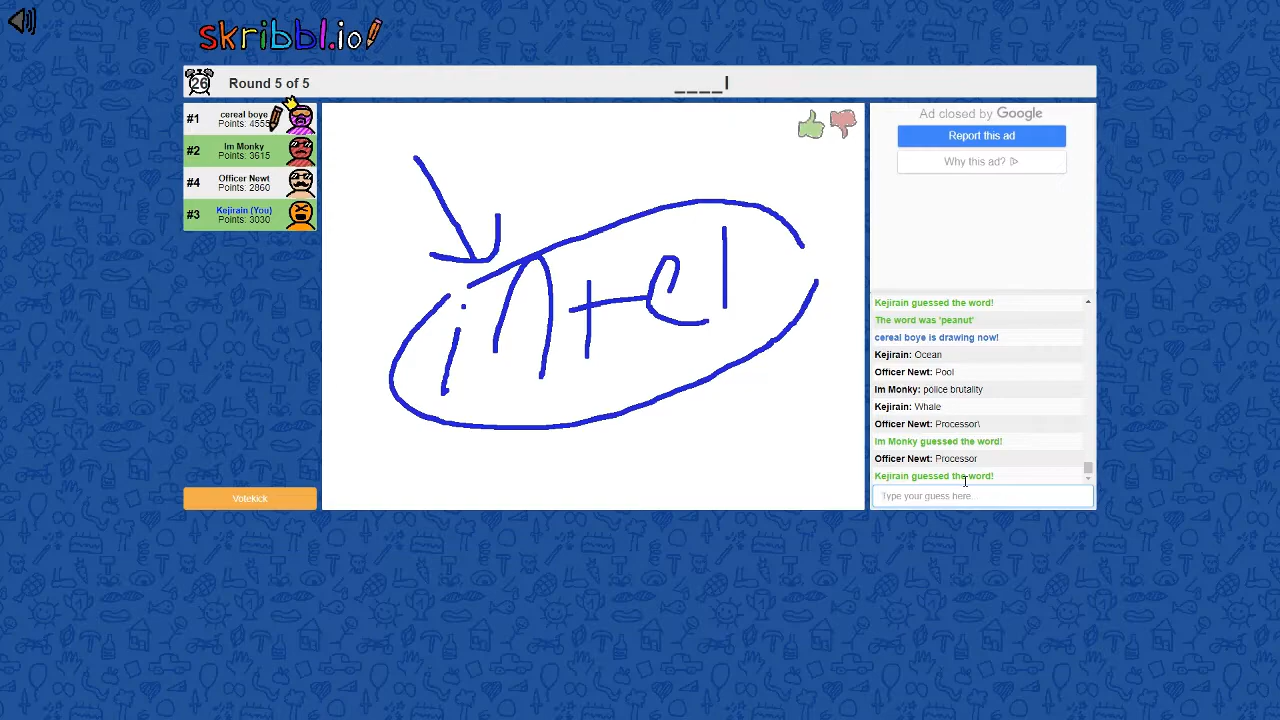 skribbl.io
26 Round 5 of 5 ____l
#1 cereal boye
Points: 4555
#2 Im Monky
Points: 3615
#4 Officer Newt
Points: 2860
#3 Kejirain (You)
Points: 3030
Votekick
intel
Ad closed by Google
Report this ad
Why this ad?
Kejirain guessed the word!
The word was 'peanut'
cereal boye is drawing now!
Kejirain: Ocean
Officer Newt: Pool
Im Monky: police brutality
Kejirain: Whale
Officer Newt: Processor\
Im Monky guessed the word!
Officer Newt: Processor
Kejirain guessed the word!
Type your guess here...